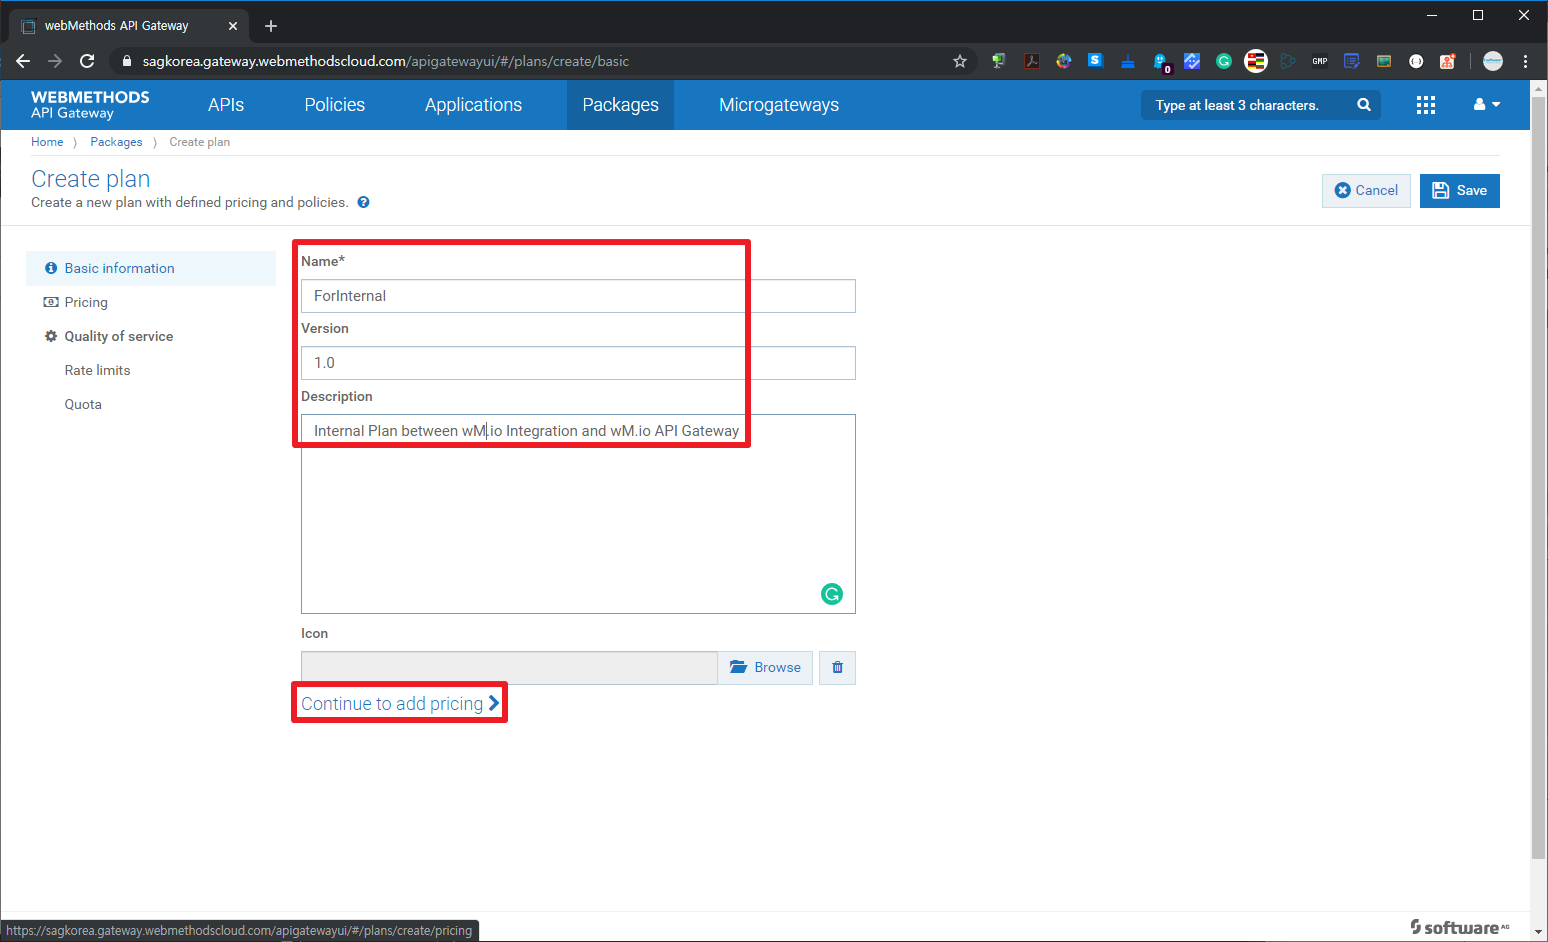 webMethods API Gateway
sagkorea.gateway.webmethodscloud.com/apigatewayui/#/plans/create/basic
S
0
G
GMP
WEBMETHODS
API Gateway
APIs
Policies
Applications
Packages
Microgateways
Type at least 3 characters.
Home 〉 Packages 〉 Create plan
Create plan
Create a new plan with defined pricing and policies.
Cancel
Save
Basic information
Pricing
Quality of service
Rate limits
Quota
Name*
ForInternal
Version
1.0
Description
Internal Plan between wM.io Integration and wM.io API Gateway
Icon
Browse
Continue to add pricing
https://sagkorea.gateway.webmethodscloud.com/apigatewayui/#/plans/create/pricing
software AG